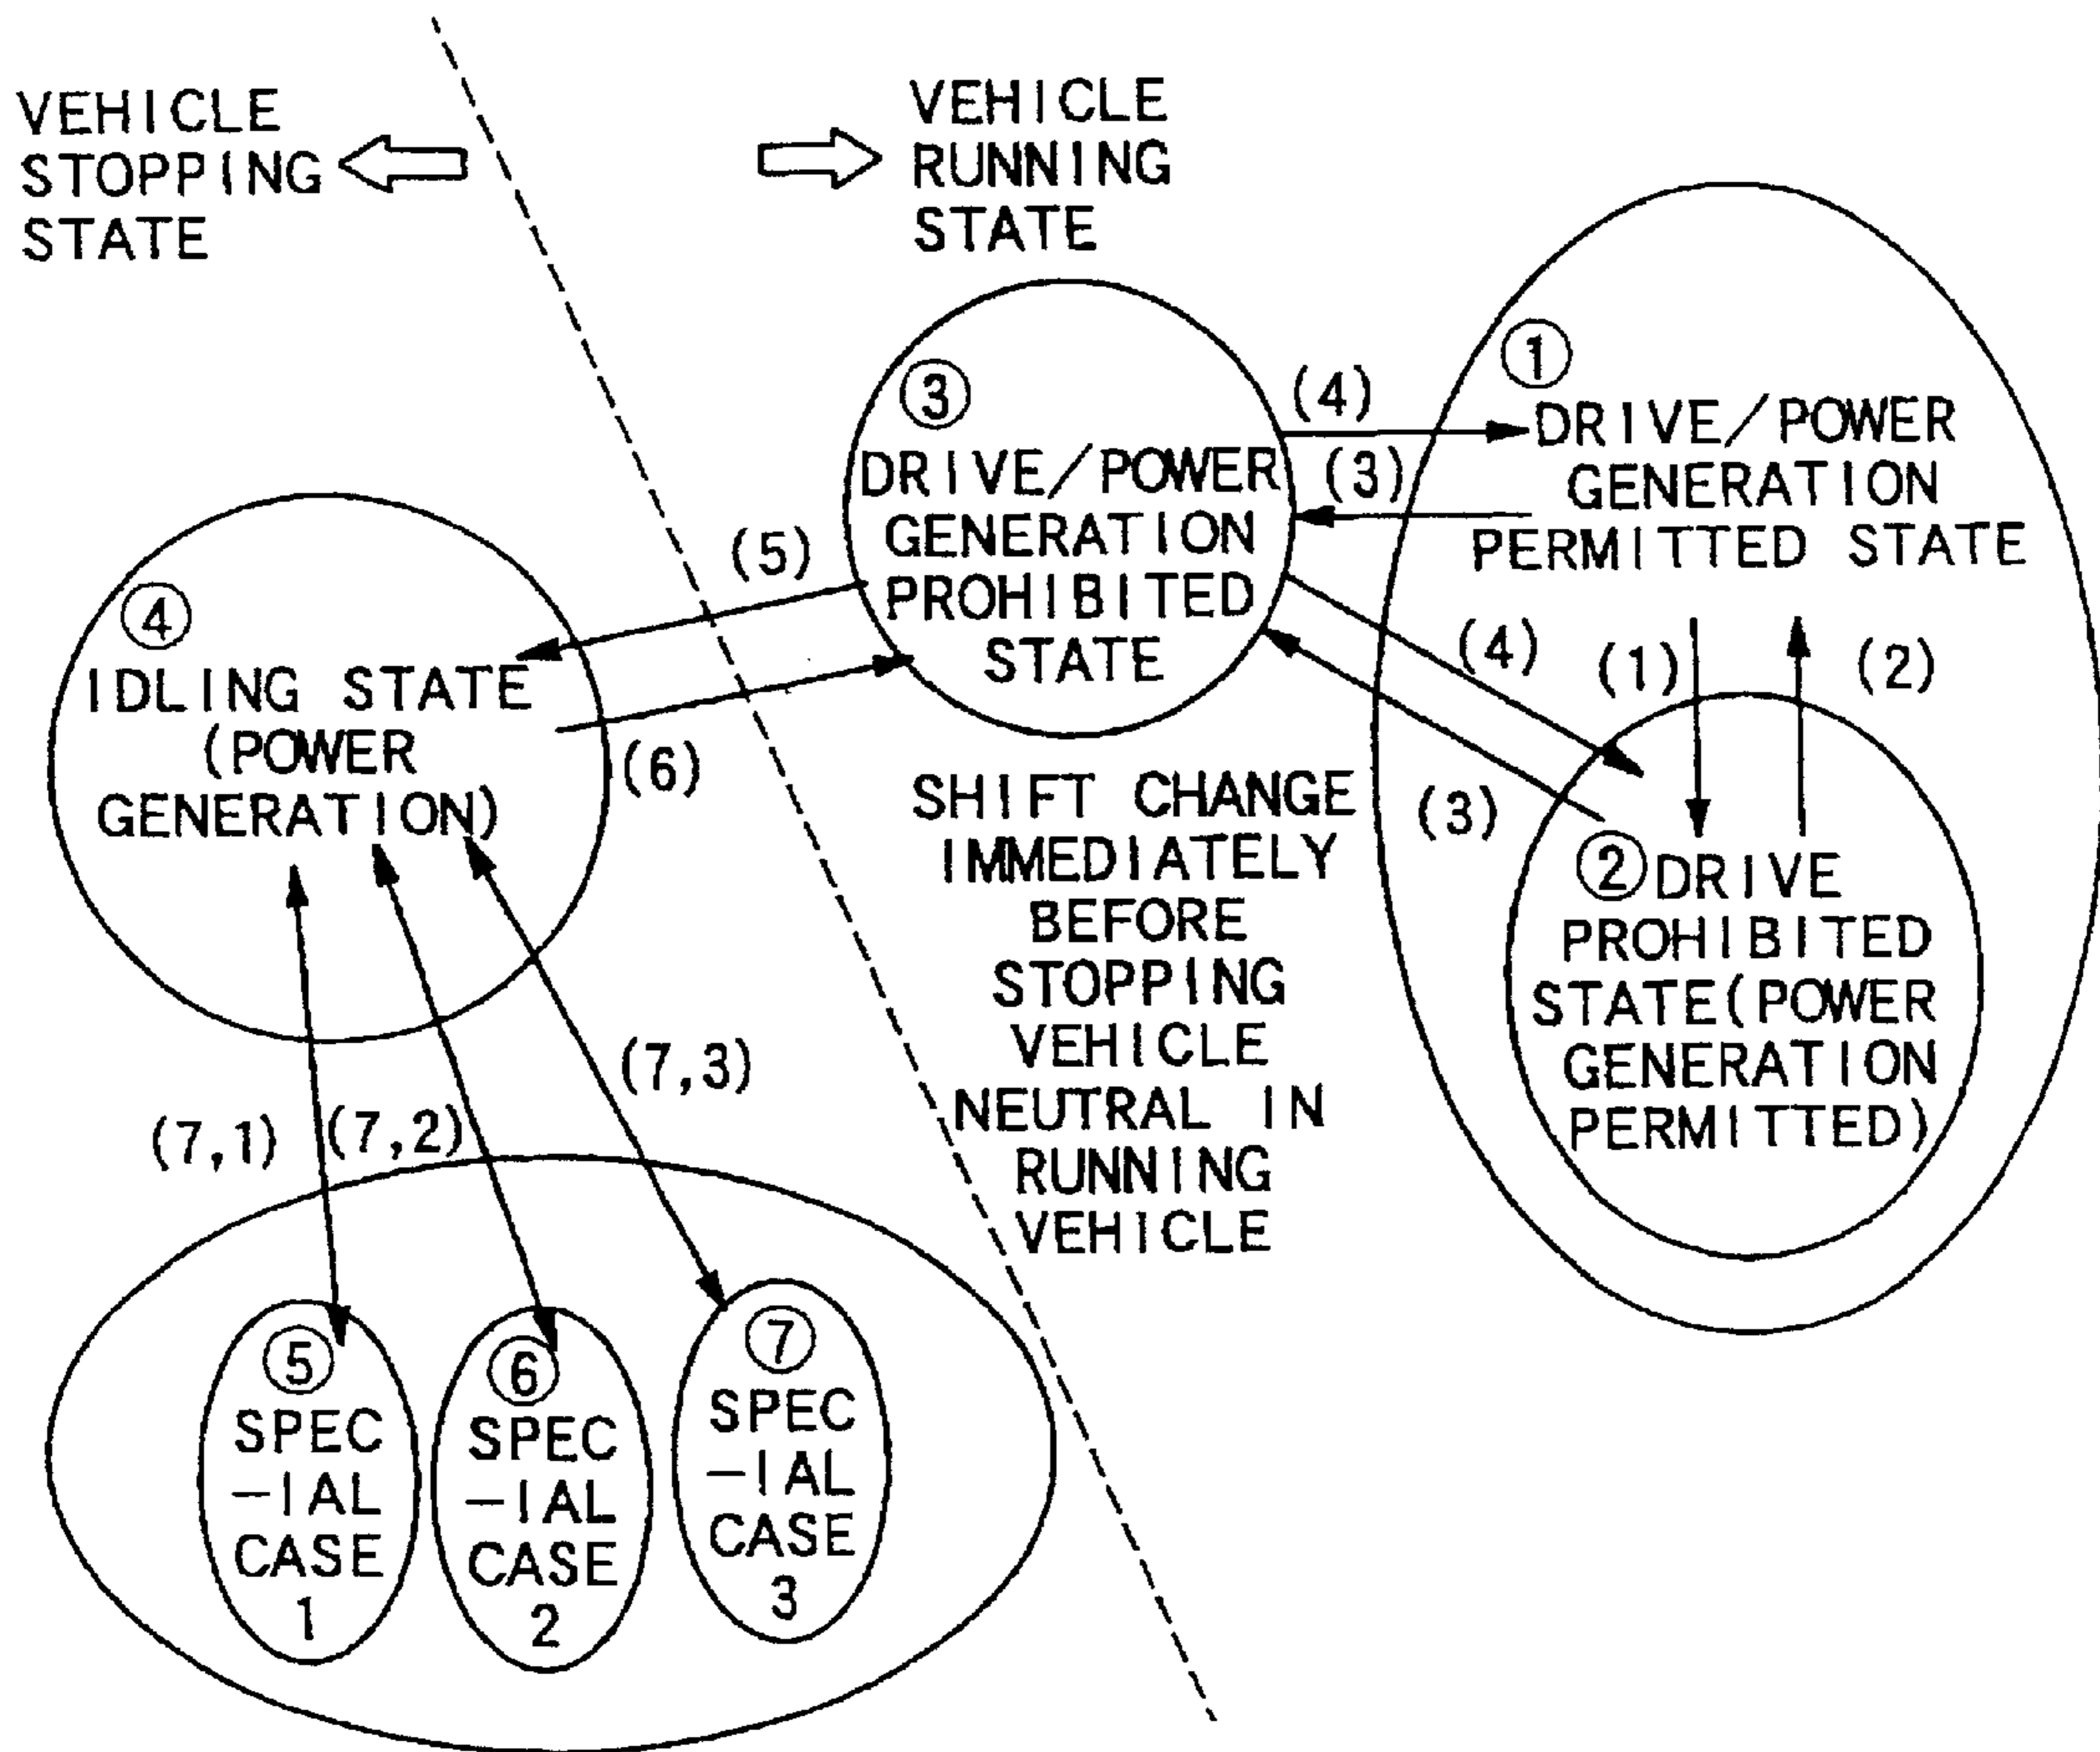 VEHICLE
STOPPING
STATE
VEHICLE
RUNNING
STATE
③
DRIVE/POWER
GENERATION
PROHIBITED
STATE
(4)
(3)
①
DRIVE/POWER
GENERATION
PERMITTED STATE
(5)
(6)
(4)
(3)
(1)
(2)
④
IDLING STATE
(POWER
GENERATION)
SHIFT CHANGE
IMMEDIATELY
BEFORE
STOPPING
VEHICLE
NEUTRAL IN
RUNNING
VEHICLE
② DRIVE
PROHIBITED
STATE(POWER
GENERATION
PERMITTED)
(7,1)
(7,2)
(7,3)
⑤
SPEC
-IAL
CASE
1
⑥
SPEC
-IAL
CASE
2
⑦
SPEC
-IAL
CASE
3